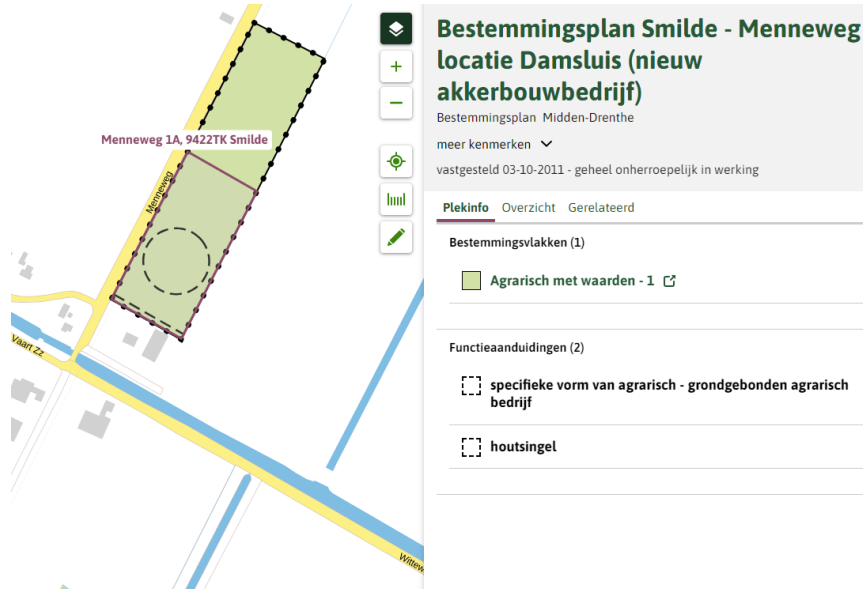 Bestemmingsplan Smilde - Menneweg
locatie Damsluis (nieuw
akkerbouwbedrijf)
Bestemmingsplan Midden-Drenthe
meer kenmerken
vastgesteld 03-10-2011 - geheel onherroepelijk in werking
Plekinfo Overzicht Gerelateerd
Bestemmingsvlakken (1)
Agrarisch met waarden - 1
Functieaanduidingen (2)
specifieke vorm van agrarisch - grondgebonden agrarisch
bedrijf
houtsingel
Menneweg 1A, 9422TK Smilde
Menneweg
Vaart Zz
Wittew